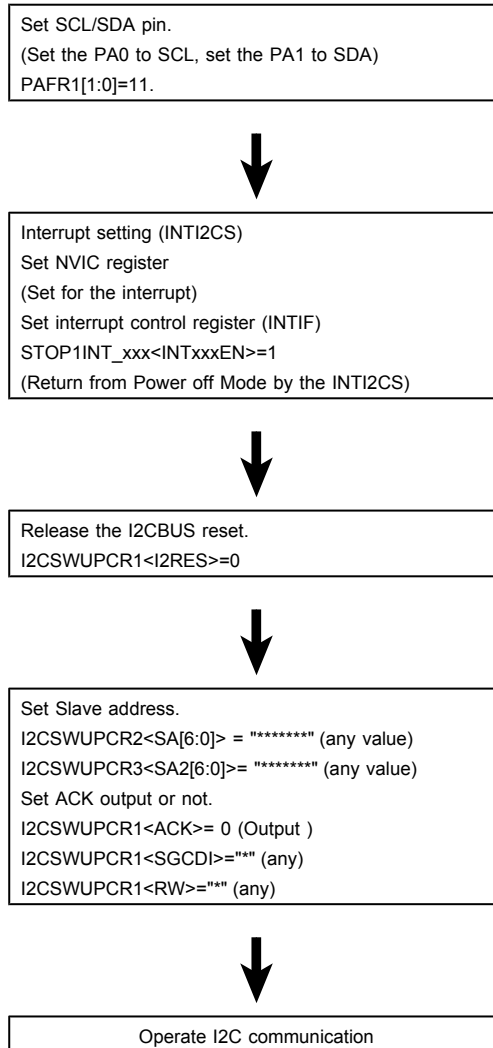 Set SCL/SDA pin.
(Set the PA0 to SCL, set the PA1 to SDA)
PAFR1[1:0]=11.
Interrupt setting (INTI2CS)
Set NVIC register
(Set for the interrupt)
Set interrupt control register (INTIF)
STOP1INT_xxx<INTxxxEN>=1
(Return from Power off Mode by the INTI2CS)
Release the I2CBUS reset.
I2CSWUPCR1<I2RES>=0
Set Slave address.
I2CSWUPCR2<SA[6:0]> = "*******" (any value)
I2CSWUPCR3<SA2[6:0]>= "*******" (any value)
Set ACK output or not.
I2CSWUPCR1<ACK>= 0 (Output )
I2CSWUPCR1<SGCDI>="*" (any)
I2CSWUPCR1<RW>="*" (any)
Operate I2C communication